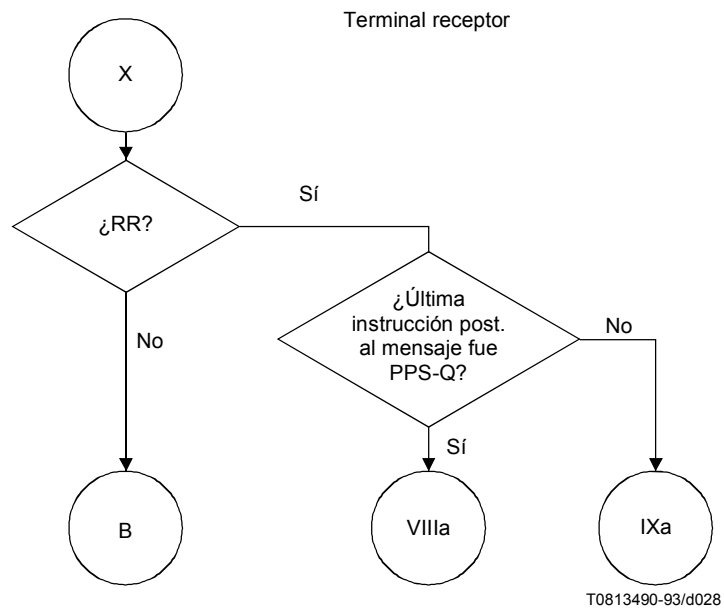 Terminal receptor
X
¿RR?
Sí
No
¿Última
instrucción post.
al mensaje fue
PPS-Q?
No
Sí
B
VIIIa
IXa
T0813490-93/d028